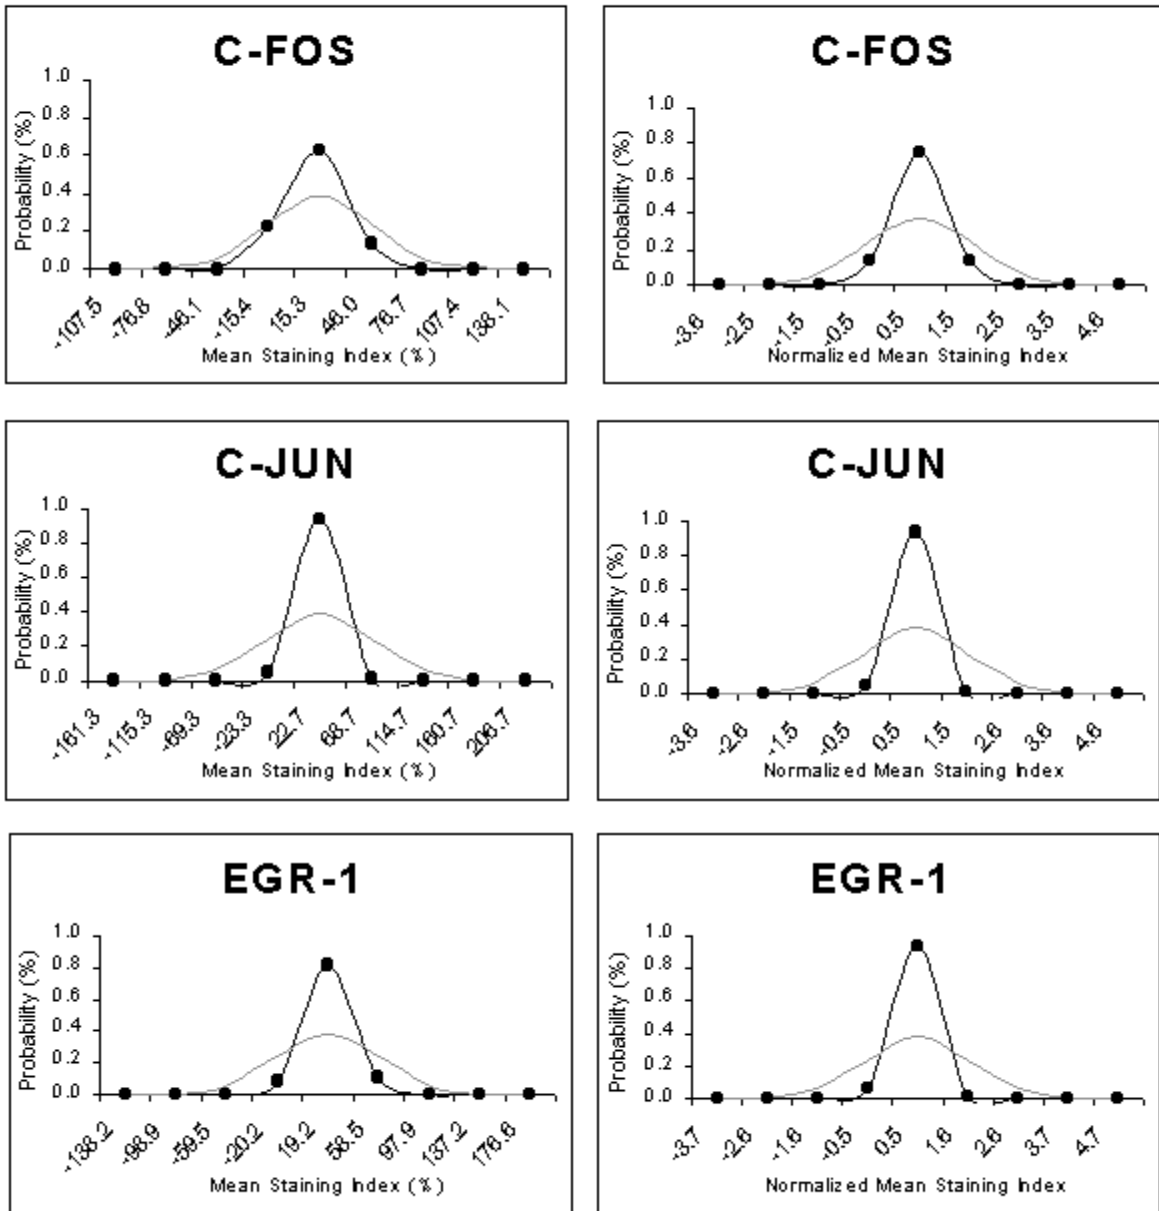 C-FOS
1.0
0.8
0.6
0.4
0.2
0.0
Probability (%)
-107.5 -76.8 -46.1 -15.4 15.3 46.0 76.7 107.4 138.1
Mean Staining Index (%)
C-FOS
1.0
0.8
0.6
0.4
0.2
0.0
Probability (%)
-3.6 -2.5 -1.5 -0.5 0.5 1.5 2.5 3.5 4.6
Normalized Mean Staining Index
C-JUN
1.0
0.8
0.6
0.4
0.2
0.0
Probability (%)
-161.3 -115.3 -69.3 -23.3 22.7 68.7 114.7 160.7 206.7
Mean Staining Index (%)
C-JUN
1.0
0.8
0.6
0.4
0.2
0.0
Probability (%)
-3.6 -2.6 -1.5 -0.5 0.5 1.5 2.6 3.6 4.6
Normalized Mean Staining Index
EGR-1
1.0
0.8
0.6
0.4
0.2
0.0
Probability (%)
-138.2 -98.9 -59.5 -20.2 19.2 58.5 97.9 137.2 176.6
Mean Staining Index (%)
EGR-1
1.0
0.8
0.6
0.4
0.2
0.0
Probability (%)
-3.7 -2.6 -1.6 -0.5 0.5 1.6 2.6 3.7 4.7
Normalized Mean Staining Index